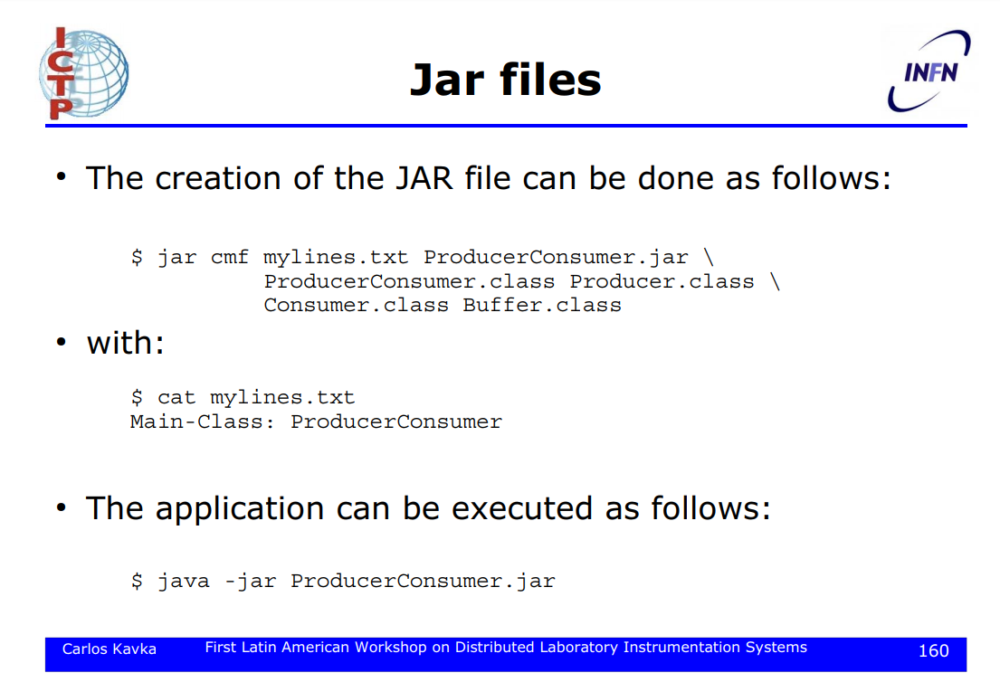 ICTP
Jar files
INFN
• The creation of the JAR file can be done as follows:
$ jar cmf mylines.txt ProducerConsumer.jar \
ProducerConsumer.class Producer.class \
Consumer.class Buffer.class
• with:
$ cat mylines.txt
Main-Class: ProducerConsumer
• The application can be executed as follows:
$ java -jar ProducerConsumer.jar
Carlos Kavka First Latin American Workshop on Distributed Laboratory Instrumentation Systems 160